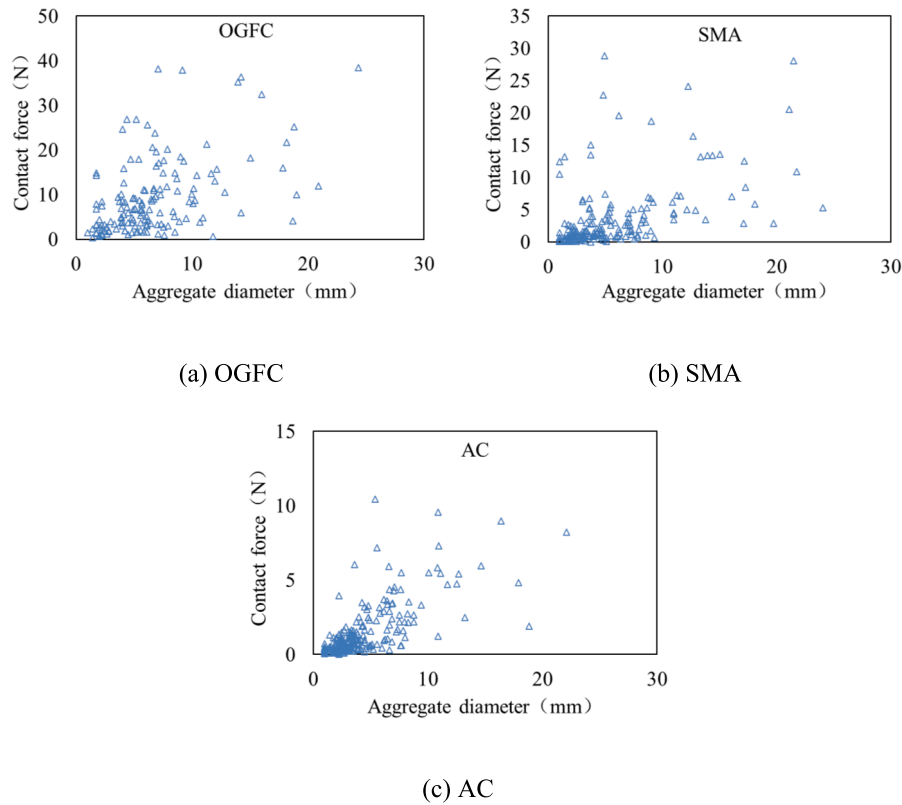 OGFC
50
40
30
20
10
0
0 10 20 30
Contact force（N）
Aggregate diameter（mm）
(a) OGFC
SMA
35
30
25
20
15
10
5
0
0 10 20 30
Contact force（N）
Aggregate diameter（mm）
(b) SMA
AC
15
10
5
0
0 10 20 30
Contact force（N）
Aggregate diameter（mm）
(c) AC